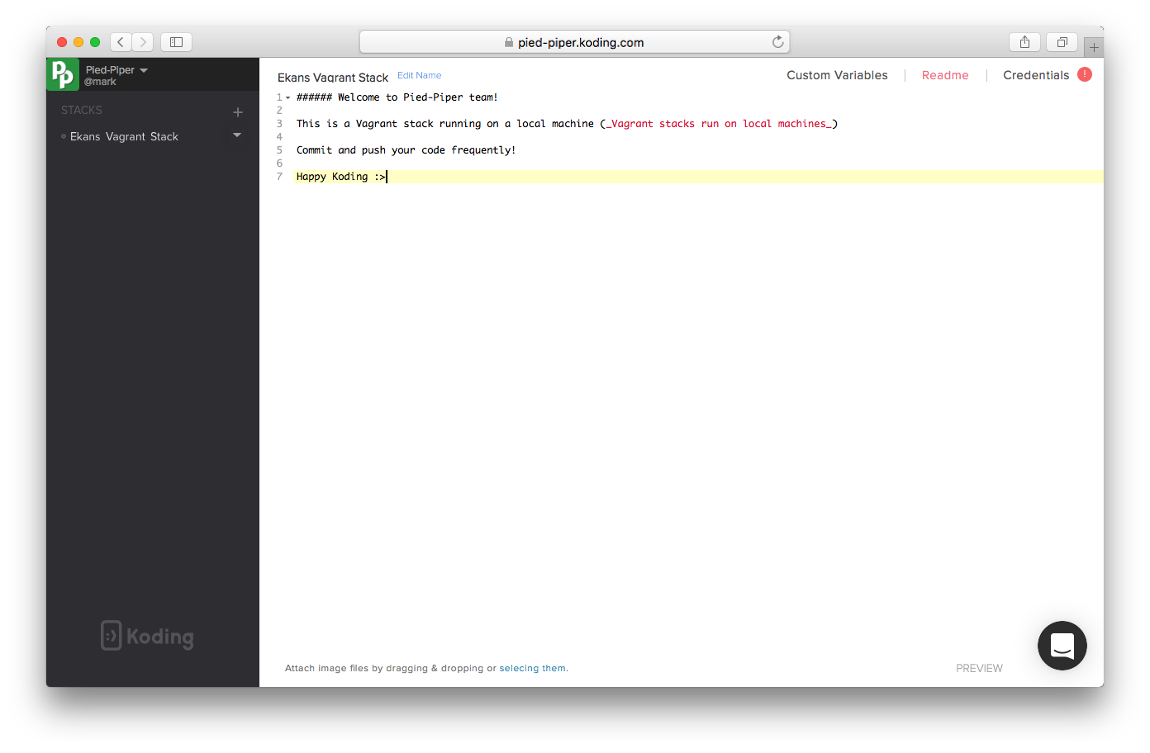 pied-piper.koding.com
Pp
Pied-Piper
@mark
STACKS
Ekans Vagrant Stack
Koding
Ekans Vagrant Stack Edit Name
Custom Variables | Readme | Credentials !
1 ###### Welcome to Pied-Piper team!
2
3 This is a Vagrant stack running on a local machine (_Vagrant stacks run on local machines_)
4
5 Commit and push your code frequently!
6
7 Happy Koding :>
Attach image files by dragging & dropping or selecing them.
PREVIEW